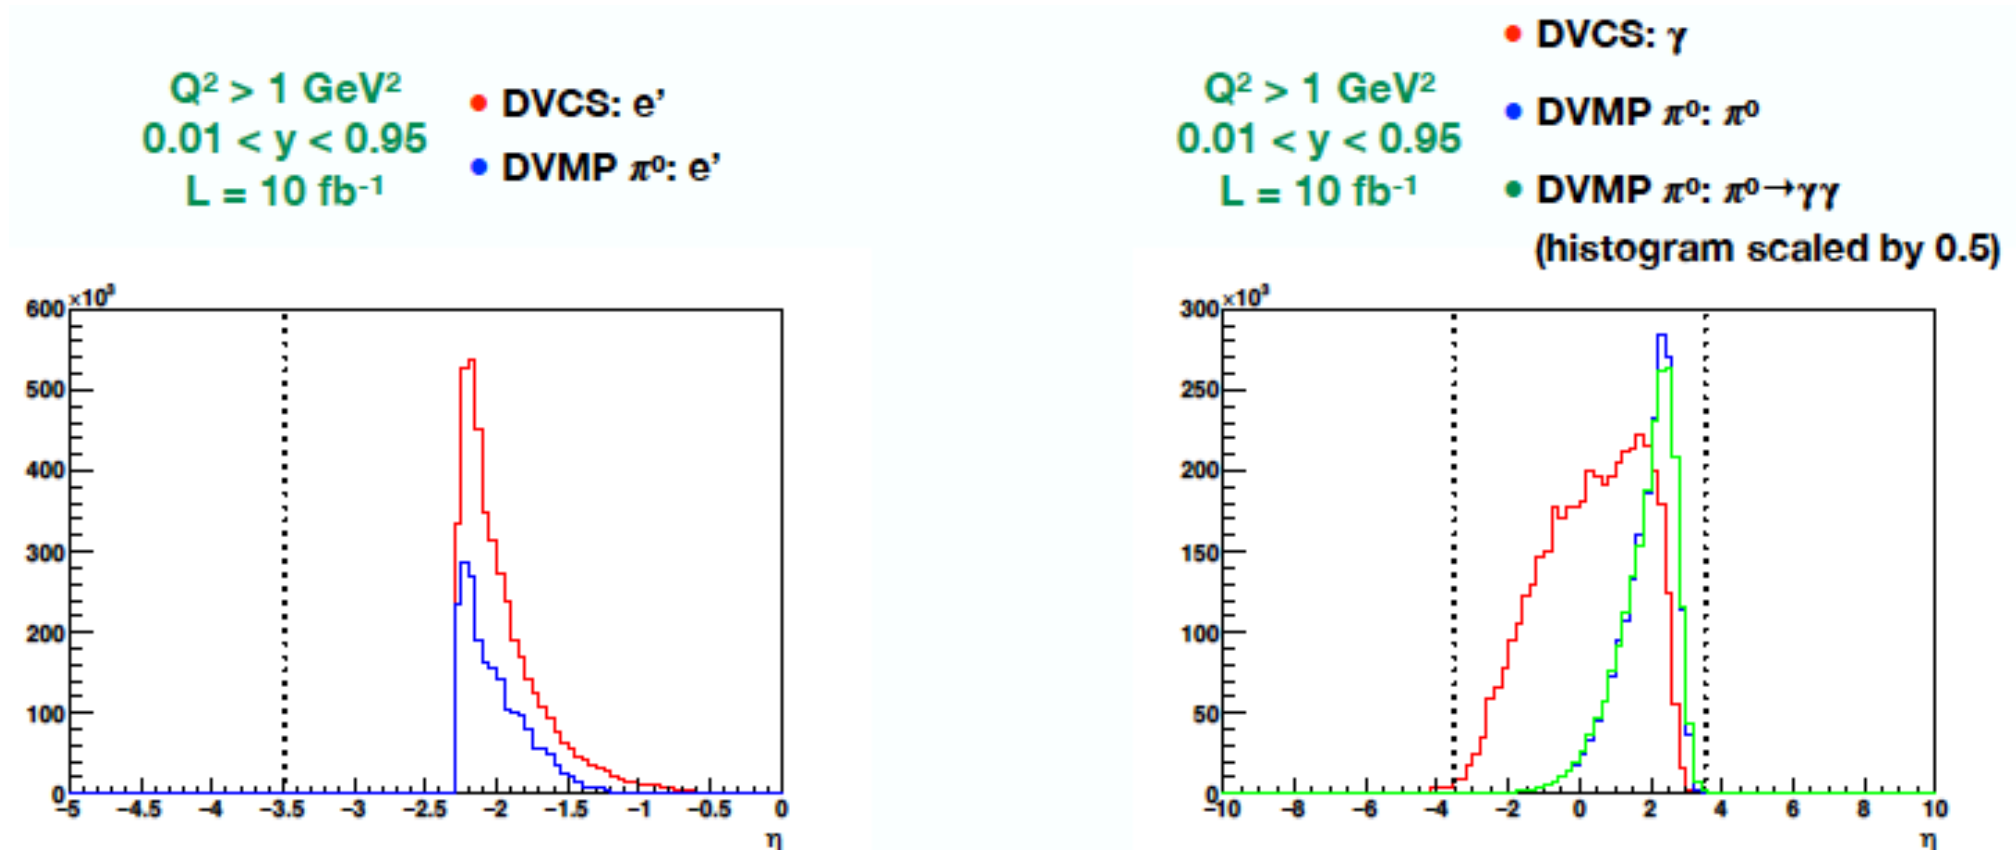 Q² > 1 GeV²
0.01 < y < 0.95
L = 10 fb⁻¹
• DVCS: e’
• DVMP π⁰: e’
600 ×10³
500
400
300
200
100
0
−5 −4.5 −4 −3.5 −3 −2.5 −2 −1.5 −1 −0.5 0
η
Q² > 1 GeV²
0.01 < y < 0.95
L = 10 fb⁻¹
• DVCS: γ
• DVMP π⁰: π⁰
• DVMP π⁰: π⁰→γγ
(histogram scaled by 0.5)
300 ×10³
250
200
150
100
50
0
−10 −8 −6 −4 −2 0 2 4 6 8 10
η